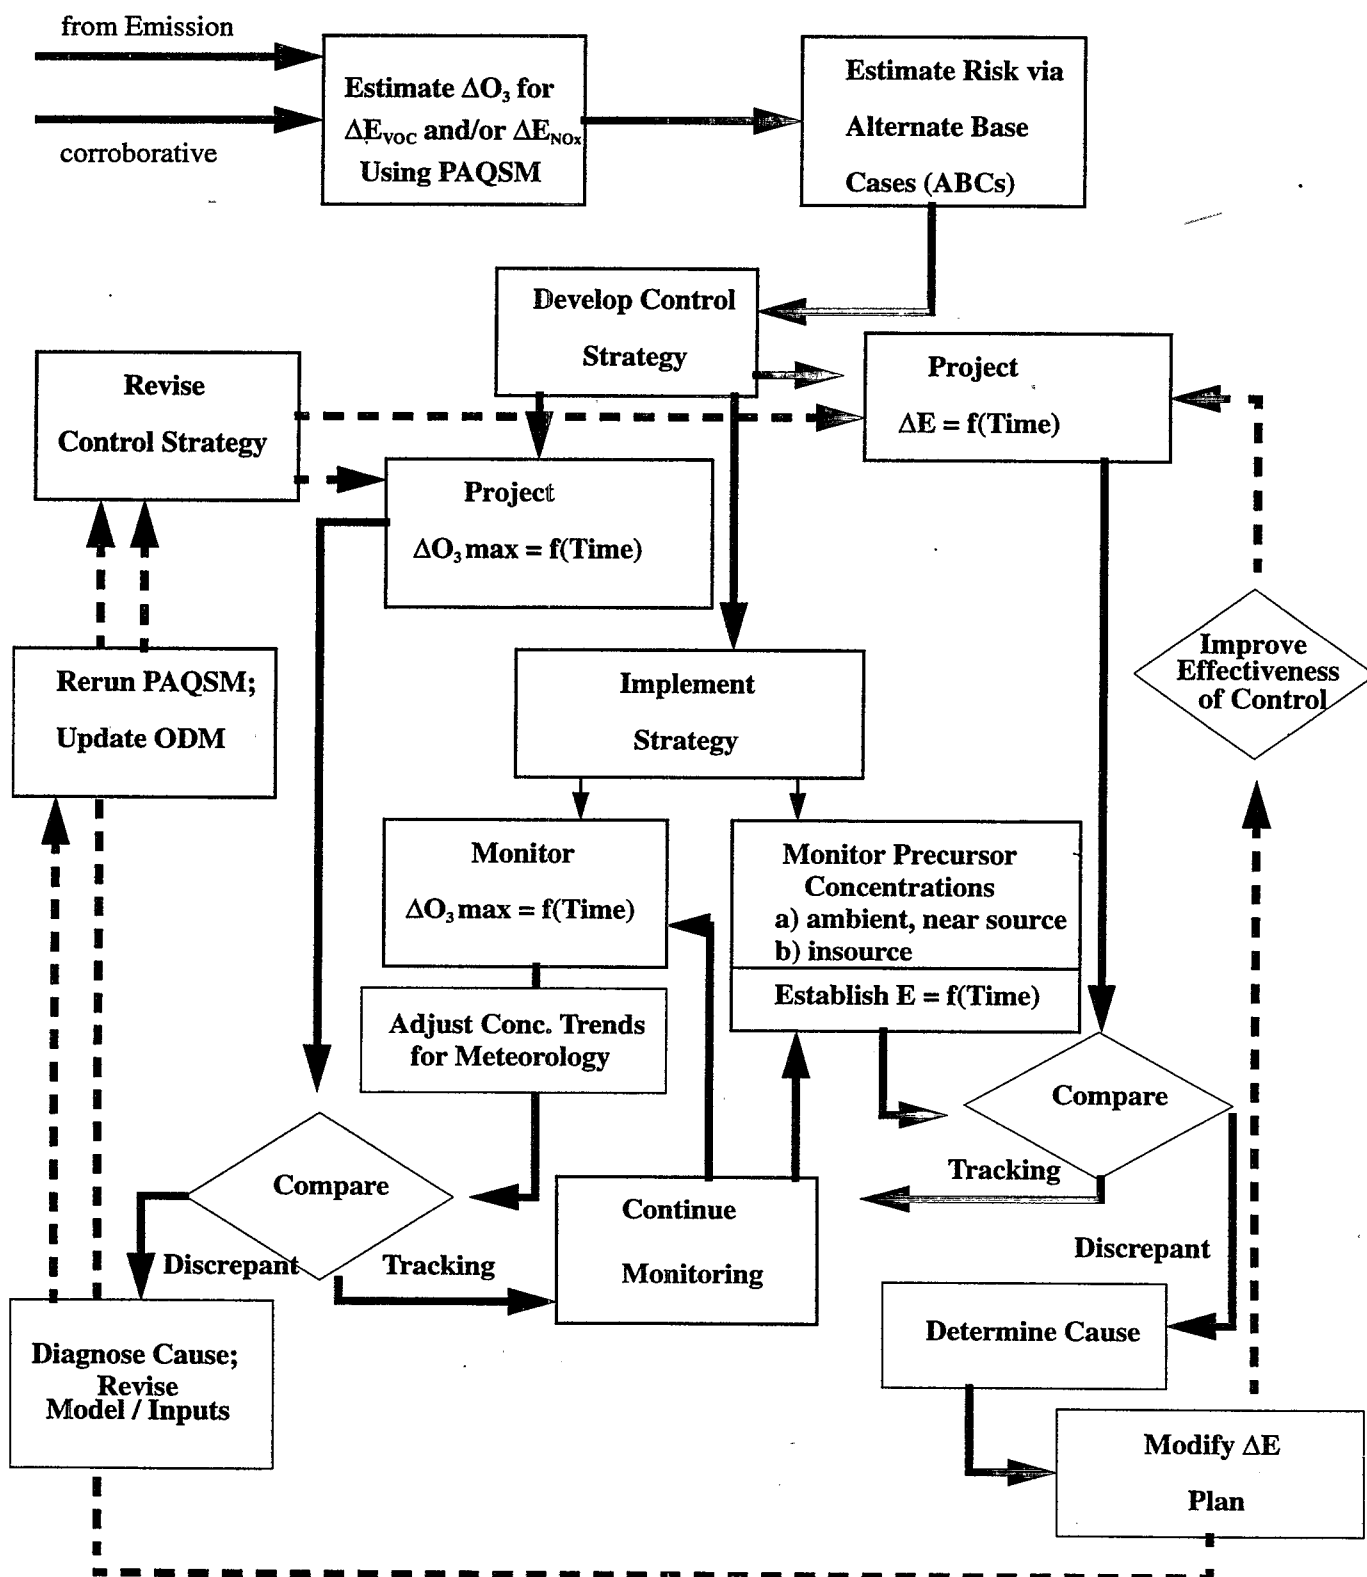 from Emission
corroborative
Estimate ΔO₃ for
ΔE_VOC and/or ΔE_NOx
Using PAQSM
Estimate Risk via
Alternate Base
Cases (ABCs)
Develop Control
Strategy
Project
ΔE = f(Time)
Revise
Control Strategy
Project
ΔO₃ max = f(Time)
Improve
Effectiveness
of Control
Rerun PAQSM;
Update ODM
Implement
Strategy
Monitor
ΔO₃ max = f(Time)
Monitor Precursor
Concentrations
a) ambient, near source
b) insource
Establish E = f(Time)
Adjust Conc. Trends
for Meteorology
Compare
Tracking
Discrepant
Compare
Discrepant
Tracking
Continue
Monitoring
Determine Cause
Diagnose Cause;
Revise
Model / Inputs
Modify ΔE
Plan